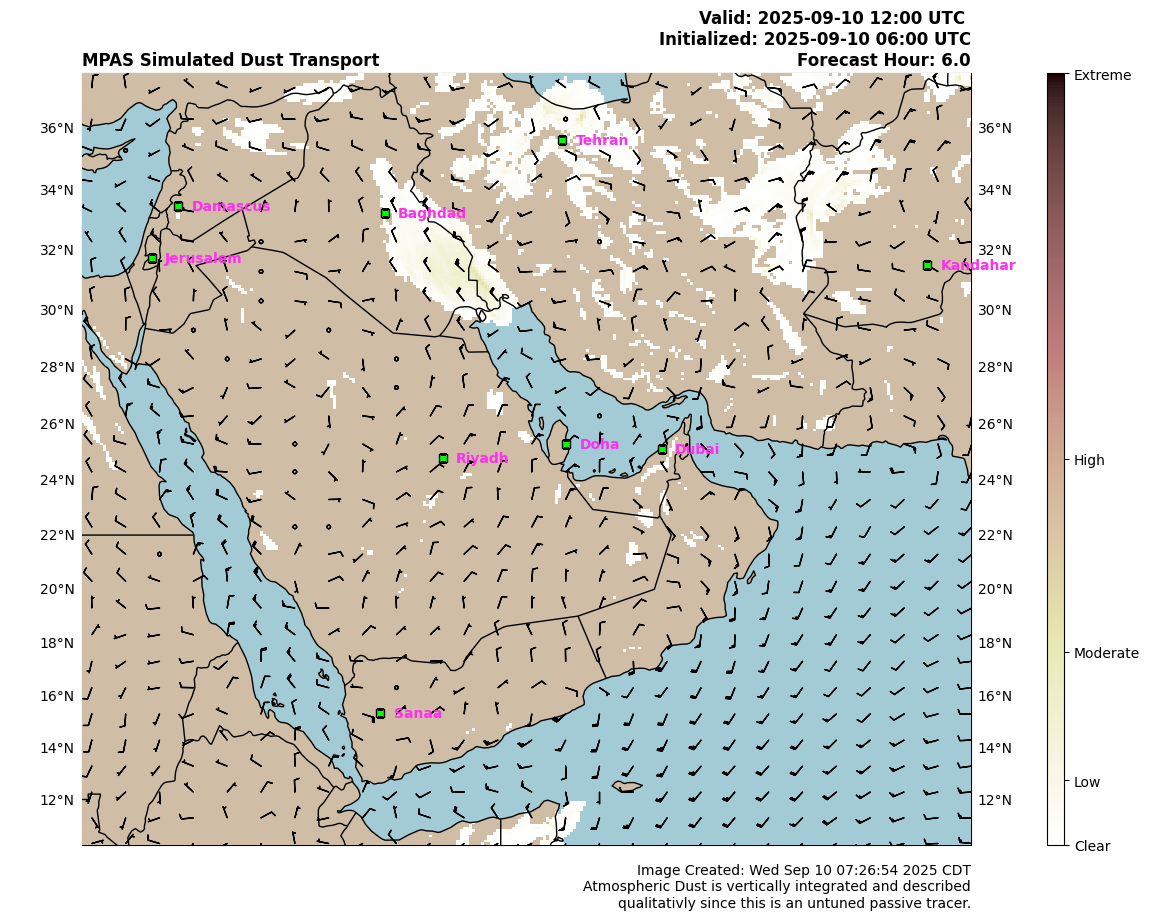 Valid: 2025-09-10 12:00 UTC
Initialized: 2025-09-10 06:00 UTC
MPAS Simulated Dust Transport
Forecast Hour: 6.0
Extreme
36°N
Tehran
36°N
34°N
34°N
Damascus
Baghdad
32°N
32°N
Jerusalem
Kandahar
30°N
30°N
28°N
28°N
26°N
26°N
Doha
Dubai
Riyadh
High
24°N
24°N
22°N
22°N
20°N
20°N
18°N
18°N
Moderate
16°N
16°N
Sanaa
14°N
14°N
Low
12°N
12°N
Clear
Image Created: Wed Sep 10 07:26:54 2025 CDT
Atmospheric Dust is vertically integrated and described
qualitativly since this is an untuned passive tracer.